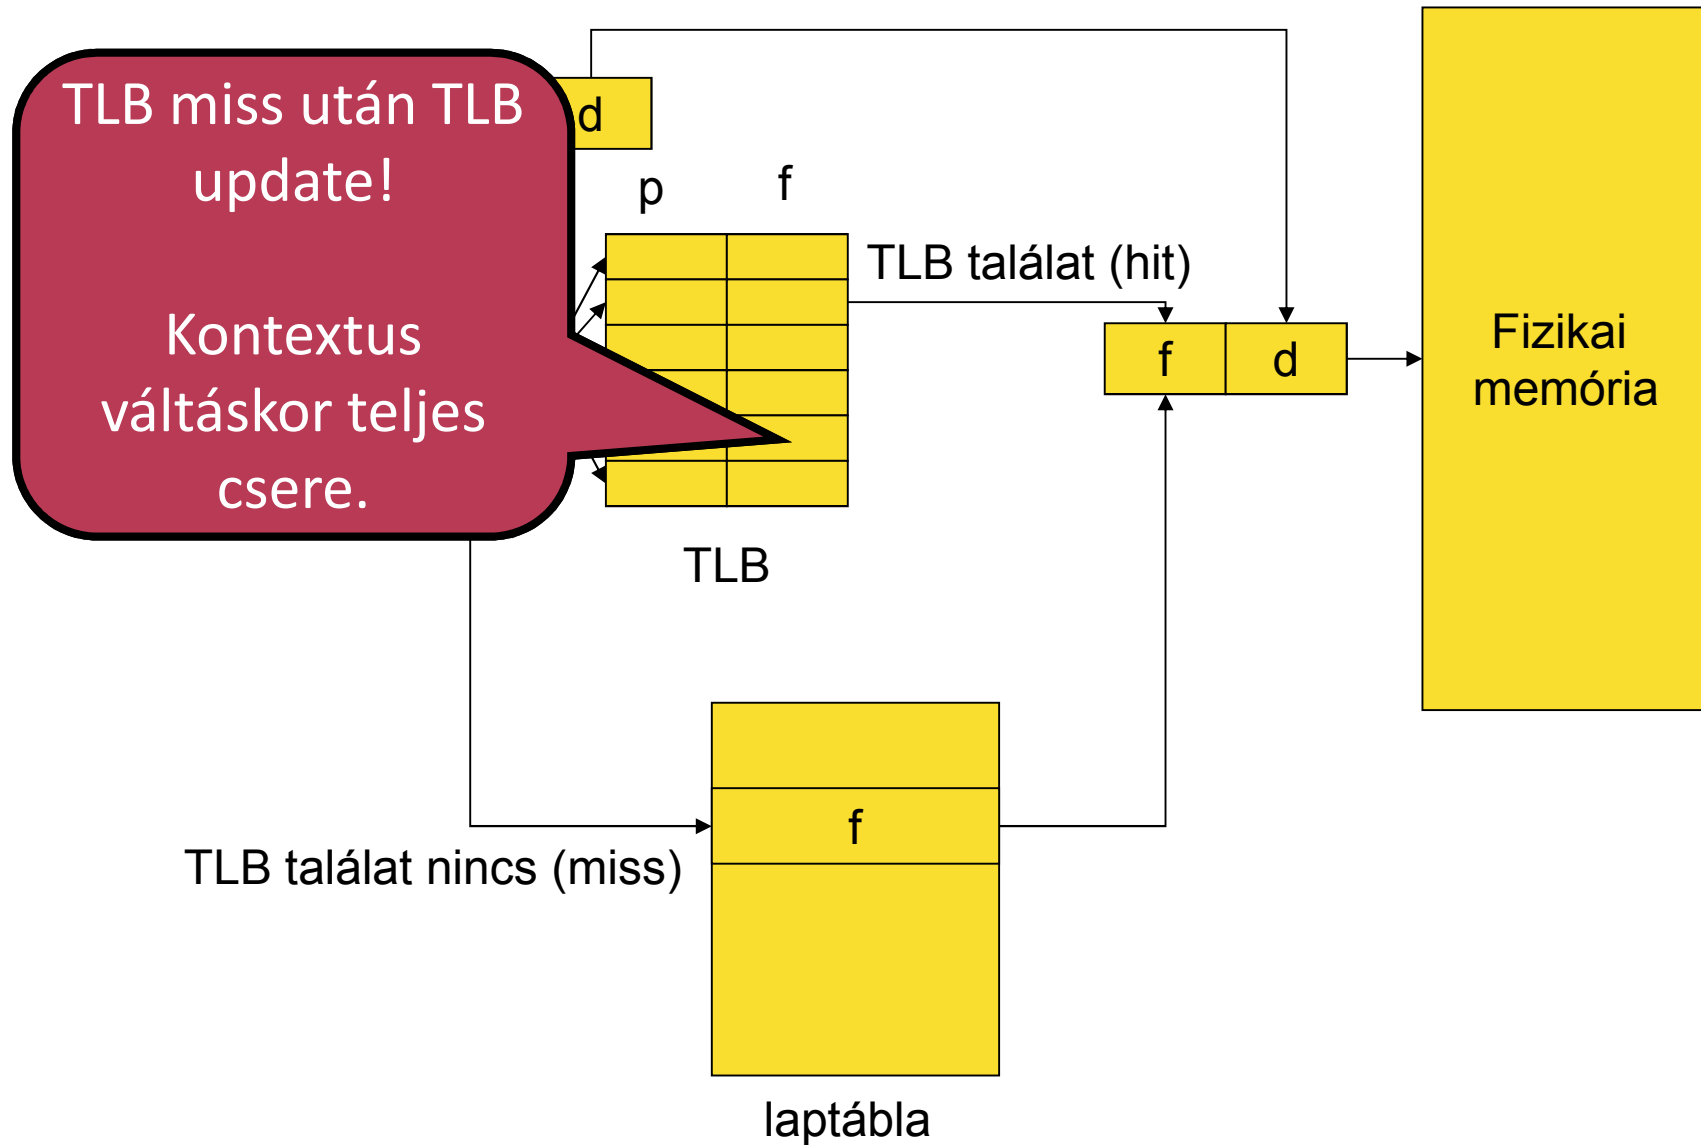 TLB miss után TLB
update!
Kontextus
váltáskor teljes
csere.
d
p f
TLB találat (hit)
f d
Fizikai
memória
TLB
f
TLB találat nincs (miss)
laptábla